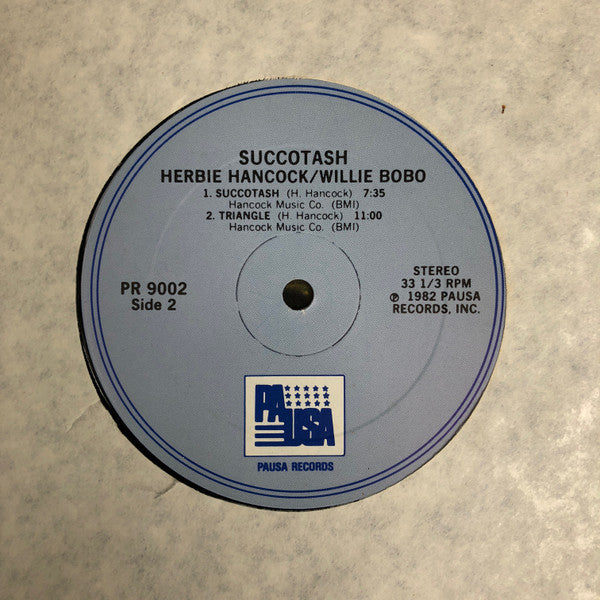 SUCCOTASH
HERBIE HANCOCK/WILLIE BOBO
1. SUCCOTASH (H. Hancock) 7:35
Hancock Music Co. (BMI)
2. TRIANGLE (H. Hancock) 11:00
Hancock Music Co. (BMI)
PR 9002
Side 2
STEREO
33 1/3 RPM
℗ 1982 PAUSA
RECORDS, INC.
PAUSA
PAUSA RECORDS